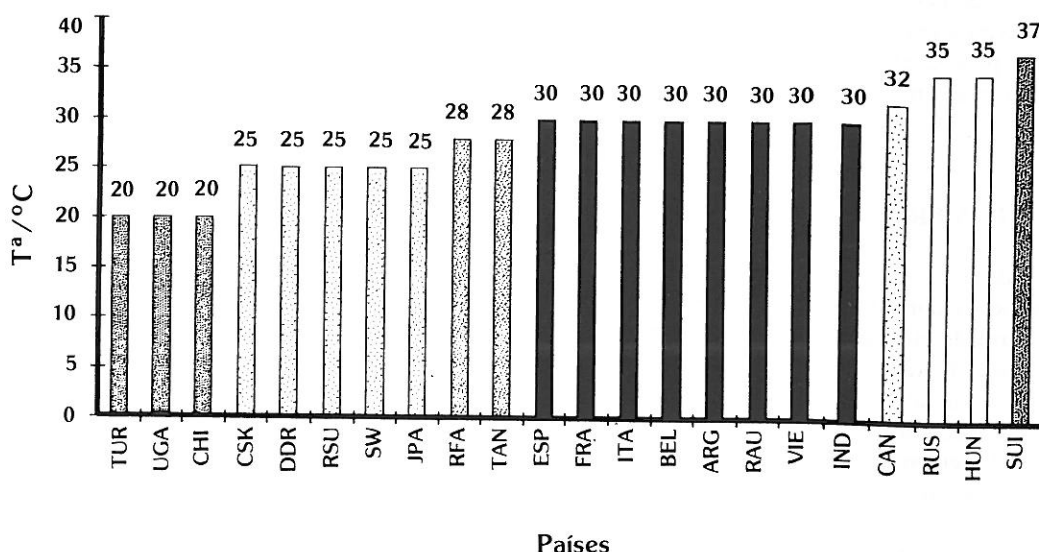 40
35
30
25
20
15
10
5
0
Tª/ºC
20 20 20 25 25 25 25 25 28 28 30 30 30 30 30 30 30 30 32 35 35 37
TUR UGA CHI CSK DDR RSU SW JPA RFA TAN ESP FRA ITA BEL ARG RAU VIE IND CAN RUS HUN SUI
Países